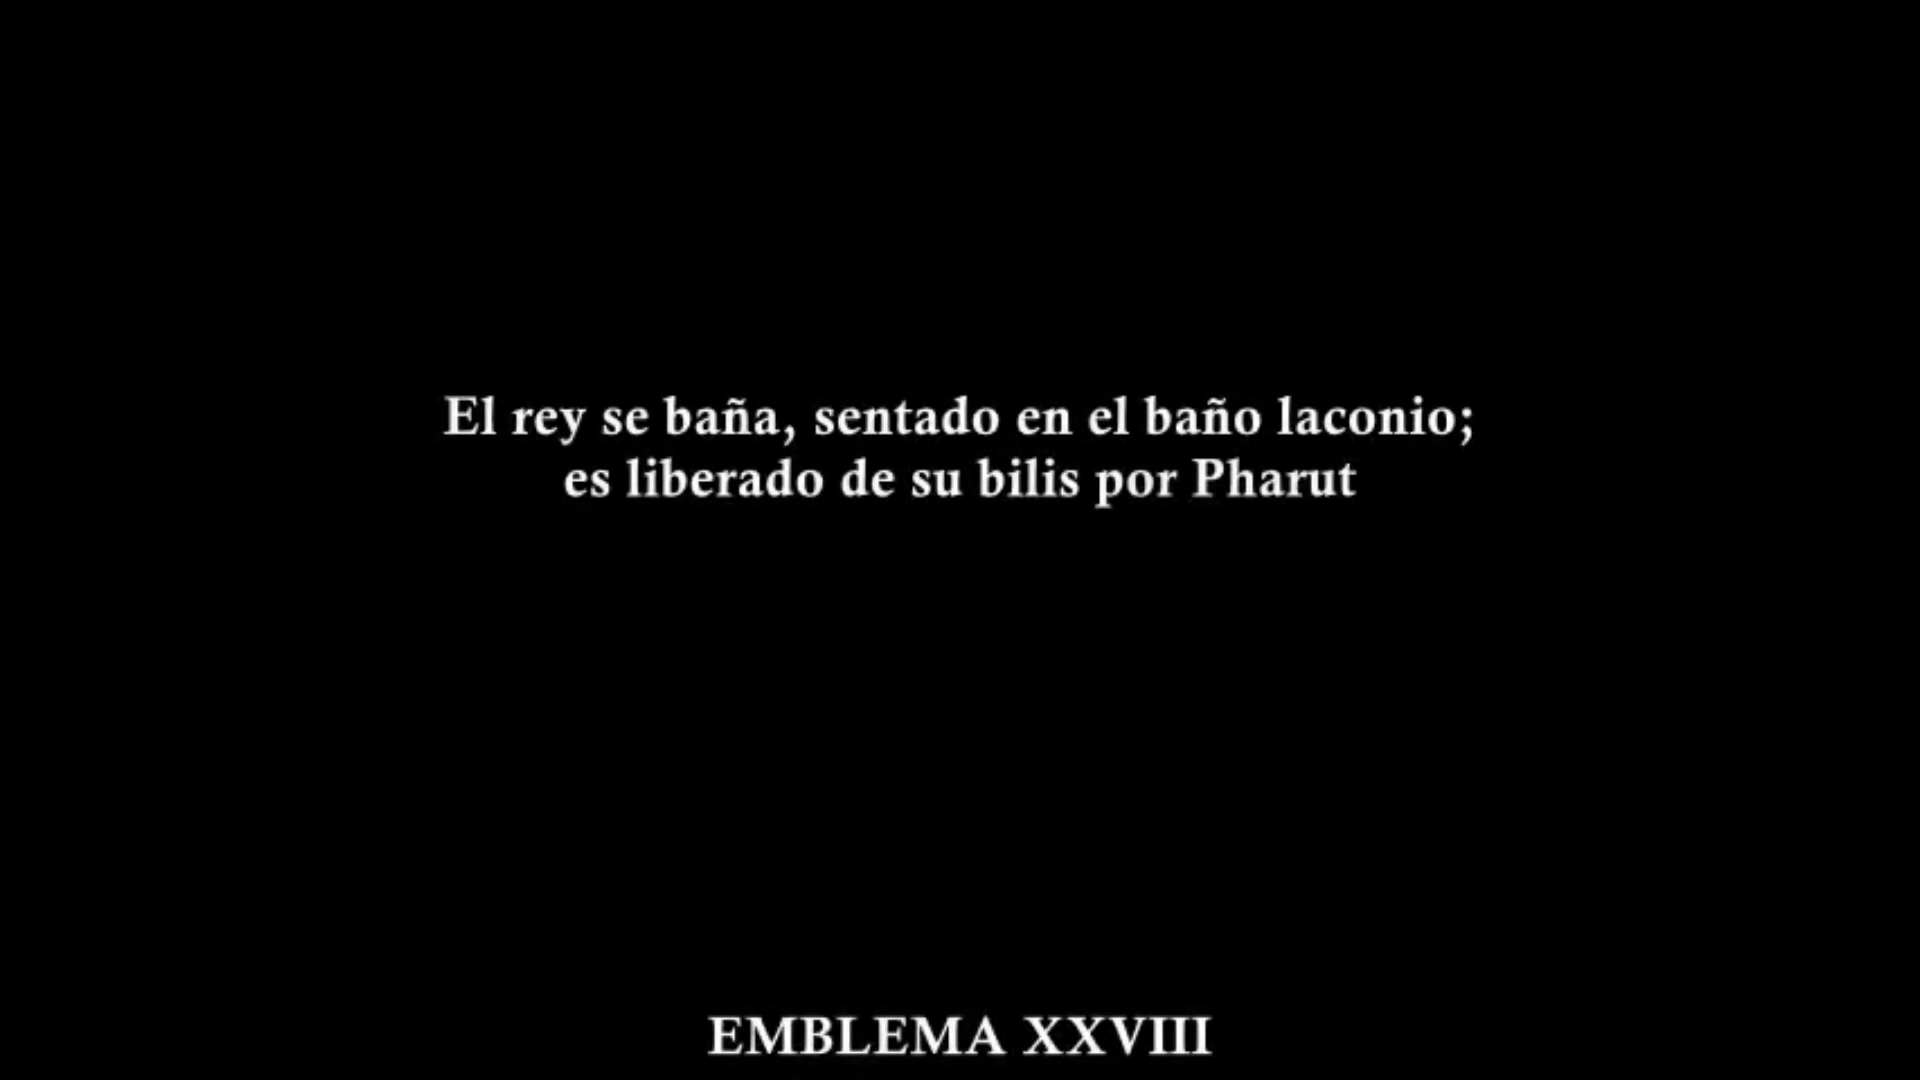 El rey se baña, sentado en el baño laconio;
es liberado de su bilis por Pharut
EMBLEMA XXVIII